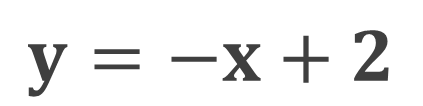 y = −x + 2